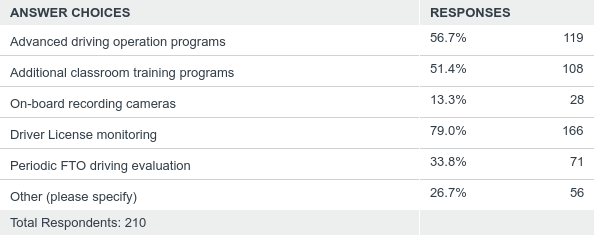 ANSWER CHOICES RESPONSES
Advanced driving operation programs 56.7% 119
Additional classroom training programs 51.4% 108
On-board recording cameras 13.3% 28
Driver License monitoring 79.0% 166
Periodic FTO driving evaluation 33.8% 71
Other (please specify) 26.7% 56
Total Respondents: 210